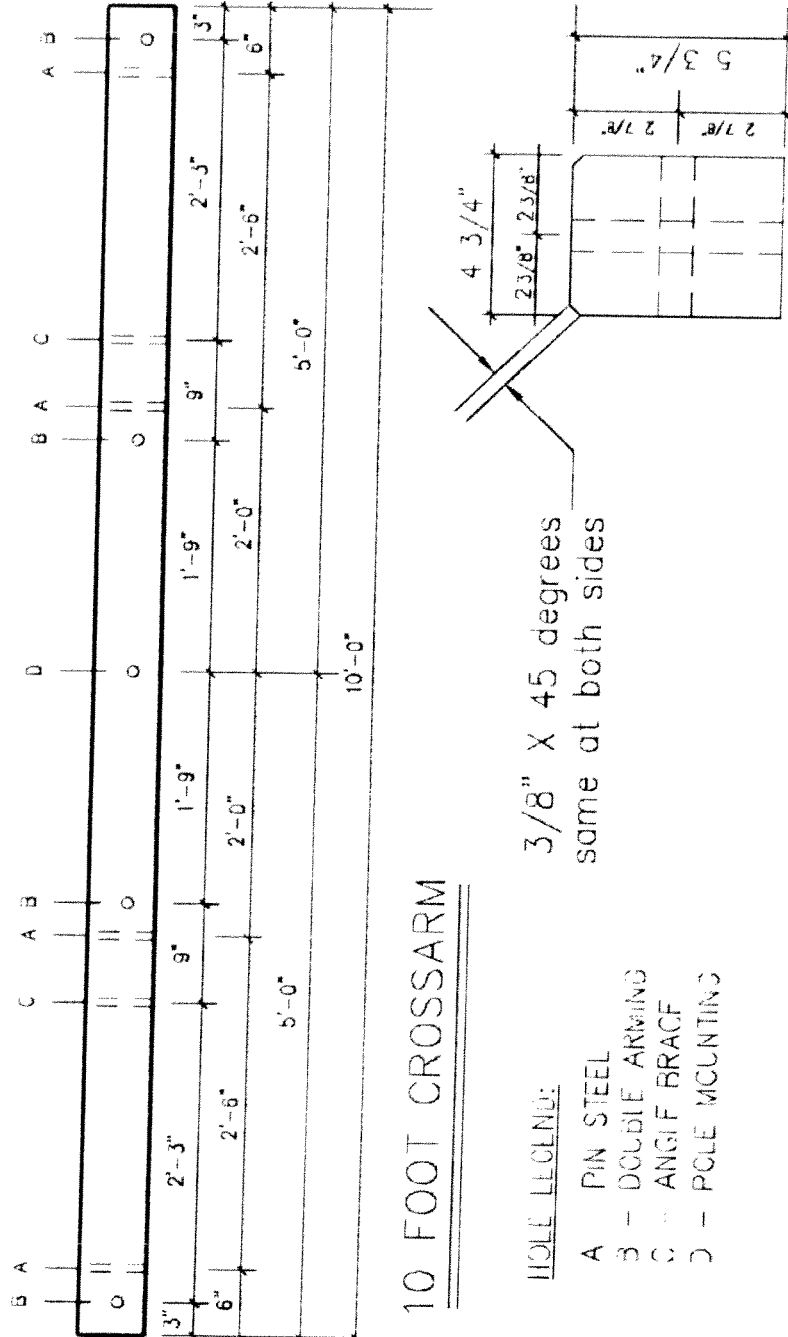 B A C A B D B A C A B
3" 2'-3" 9" 1'-9" 1'-9" 9" 2'-3" 3"
6" 2'-6" 2'-0" 2'-0" 2'-6" 6"
5'-0" 5'-0"
10'-0"
10 FOOT CROSSARM
HOLE LEGEND:
A PIN STEEL
B - DOUBLE ARMING
C - ANGLE BRACE
D - POLE MOUNTING
3/8" X 45 degrees
same at both sides
4 3/4"
2 3/8" 2 3/8"
2 7/8" 2 7/8"
5 3/4"